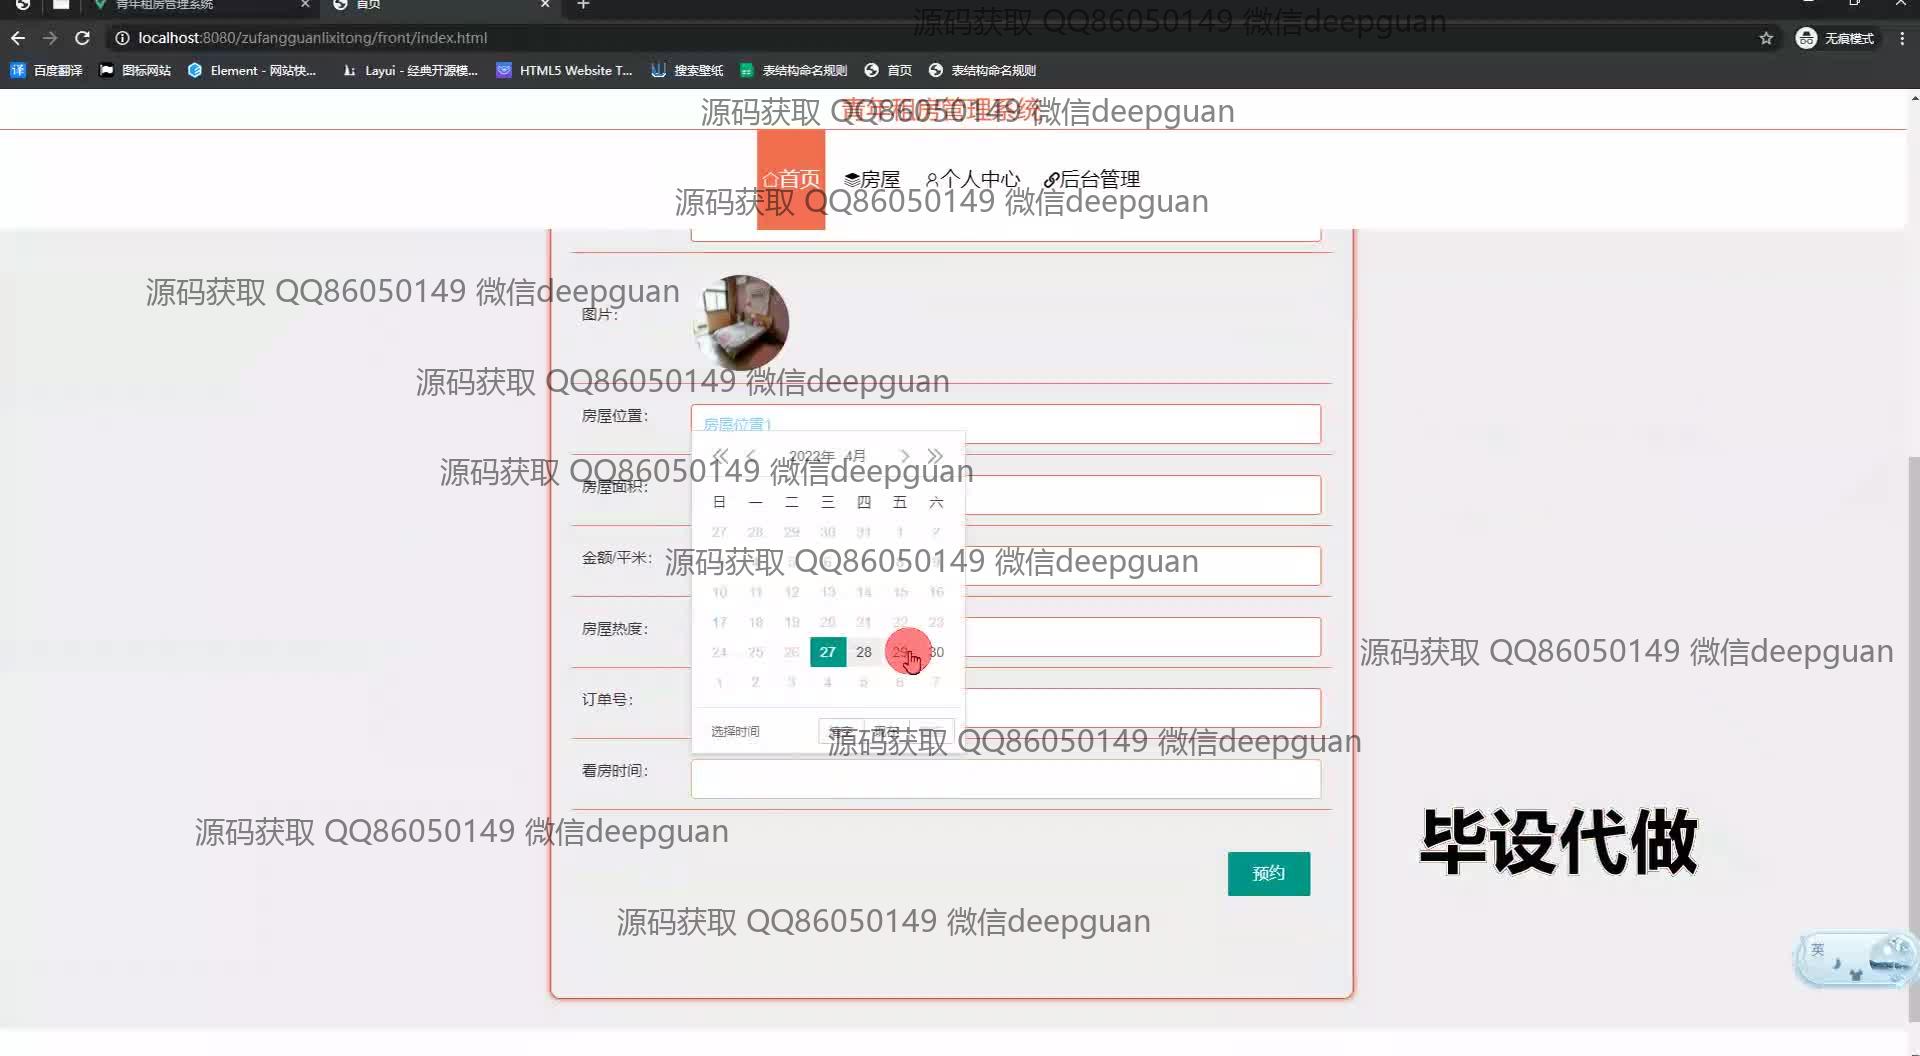 青年租房管理系统
首页
localhost:8080/zufangguanlixitong/front/index.html
无痕模式
百度翻译
图标网站
Element - 网站快...
Layui - 经典开源模...
HTML5 Website T...
搜索壁纸
表结构命名规则
首页
表结构命名规则
源码获取 QQ86050149 微信deepguan
青年租房管理系统
源码获取 QQ86050149 微信deepguan
首页
房屋
个人中心
后台管理
源码获取 QQ86050149 微信deepguan
源码获取 QQ86050149 微信deepguan
图片：
源码获取 QQ86050149 微信deepguan
房屋位置：
房屋位置1
2022年 4月
源码获取 QQ86050149 微信deepguan
房屋面积：
日 一 二 三 四 五 六
27 28 29 30 31 1 2
金额/平米：
源码获取 QQ86050149 微信deepguan
10 11 12 13 14 15 16
房屋热度：
17 18 19 20 21 22 23
24 25 26 27 28 29 30
源码获取 QQ86050149 微信deepguan
1 2 3 4 5 6 7
订单号：
选择时间
清空 现在
源码获取 QQ86050149 微信deepguan
看房时间：
源码获取 QQ86050149 微信deepguan
毕设代做
预约
源码获取 QQ86050149 微信deepguan
英